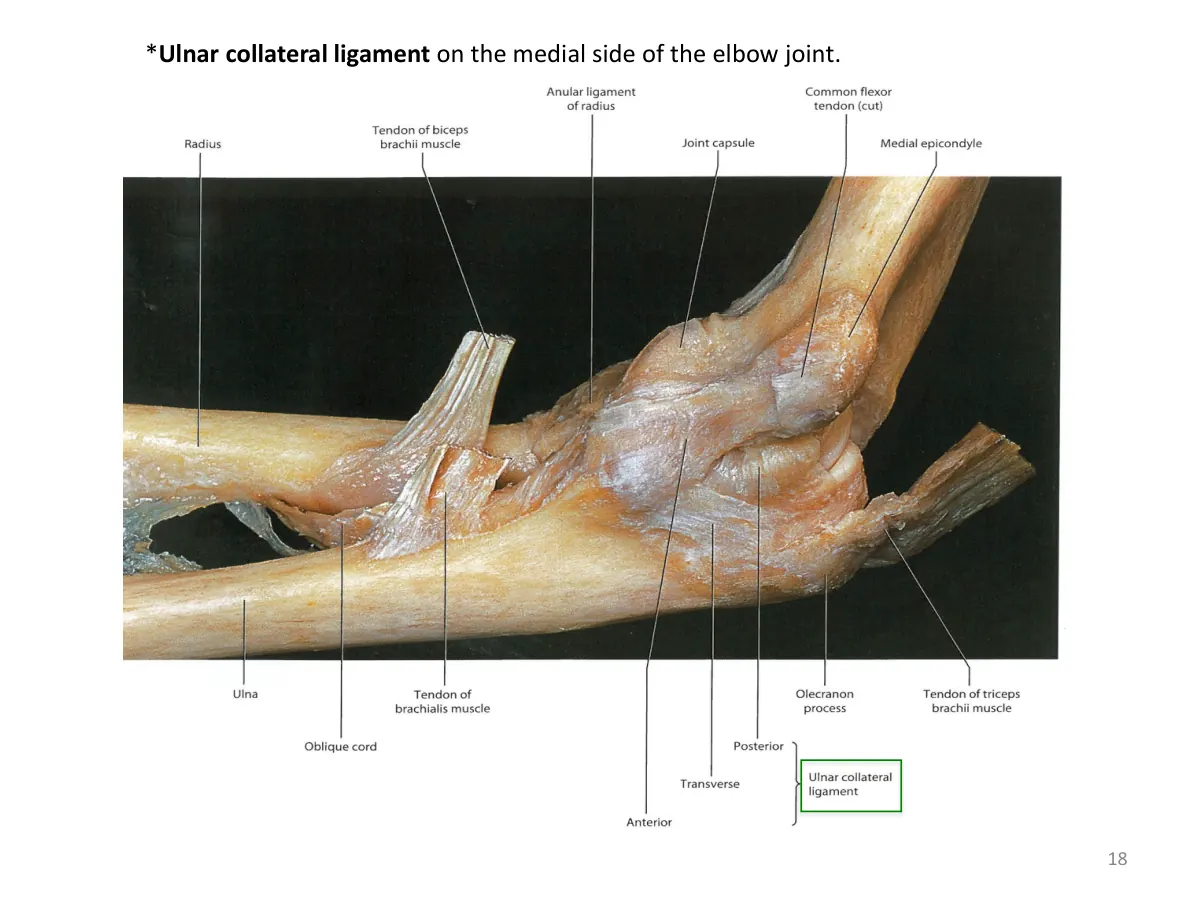 *Ulnar collateral ligament on the medial side of the elbow joint.
Anular ligament
of radius
Common flexor
tendon (cut)
Tendon of biceps
brachii muscle
Radius
Joint capsule
Medial epicondyle
Ulna
Tendon of
brachialis muscle
Olecranon
process
Tendon of triceps
brachii muscle
Oblique cord
Posterior
Transverse
Ulnar collateral
ligament
Anterior
18